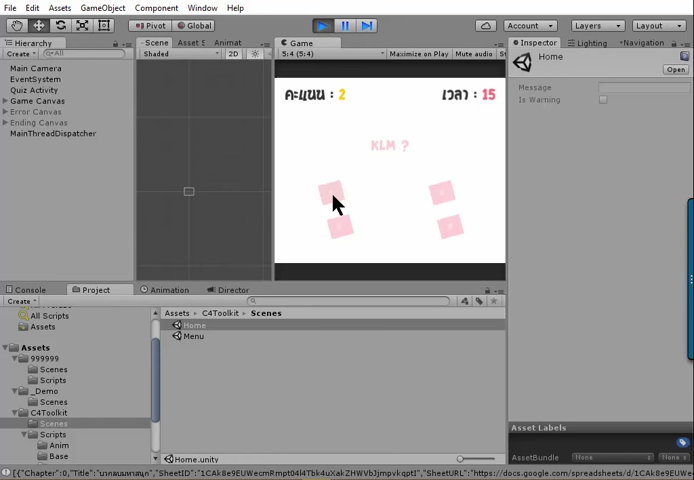 File Edit Assets GameObject Component Window Help
Pivot Global Account Layers Layout
Hierarchy Scene Asset S Animat Game Inspector Lighting Navigation
Create All Shaded 2D 5:4 (5:4) Maximize on Play Mute audio
Main Camera
EventSystem
Quiz Activity
Game Canvas
Error Canvas
Ending Canvas
MainThreadDispatcher
คะแนน : 2 เวลา : 15
KLM ?
Home
Open
Message
Is Warning
Console Project Animation Director
Create
All Scripts
Assets
Assets
999999
Scenes
Scripts
_Demo
Scenes
C4Toolkit
Scenes
Scripts
Anim
Base
Assets C4Toolkit Scenes
Home
Menu
Home.unity
Asset Labels
AssetBundle None None